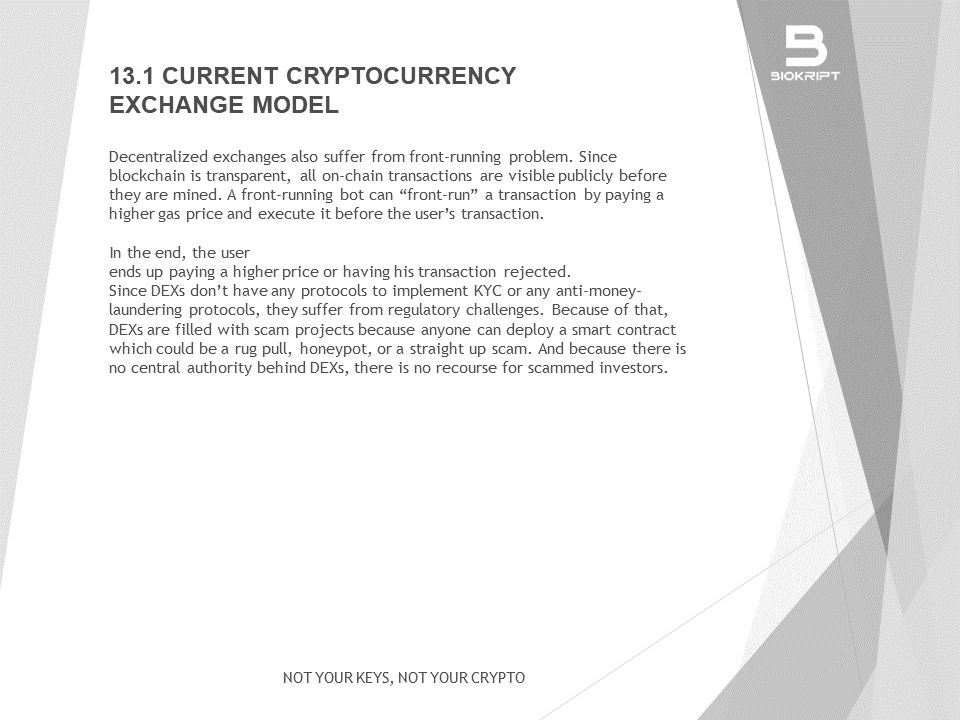 BIOKRIPT
13.1 CURRENT CRYPTOCURRENCY
EXCHANGE MODEL
Decentralized exchanges also suffer from front-running problem. Since
blockchain is transparent, all on-chain transactions are visible publicly before
they are mined. A front-running bot can “front-run” a transaction by paying a
higher gas price and execute it before the user’s transaction.
In the end, the user
ends up paying a higher price or having his transaction rejected.
Since DEXs don’t have any protocols to implement KYC or any anti-money-
laundering protocols, they suffer from regulatory challenges. Because of that,
DEXs are filled with scam projects because anyone can deploy a smart contract
which could be a rug pull, honeypot, or a straight up scam. And because there is
no central authority behind DEXs, there is no recourse for scammed investors.
NOT YOUR KEYS, NOT YOUR CRYPTO